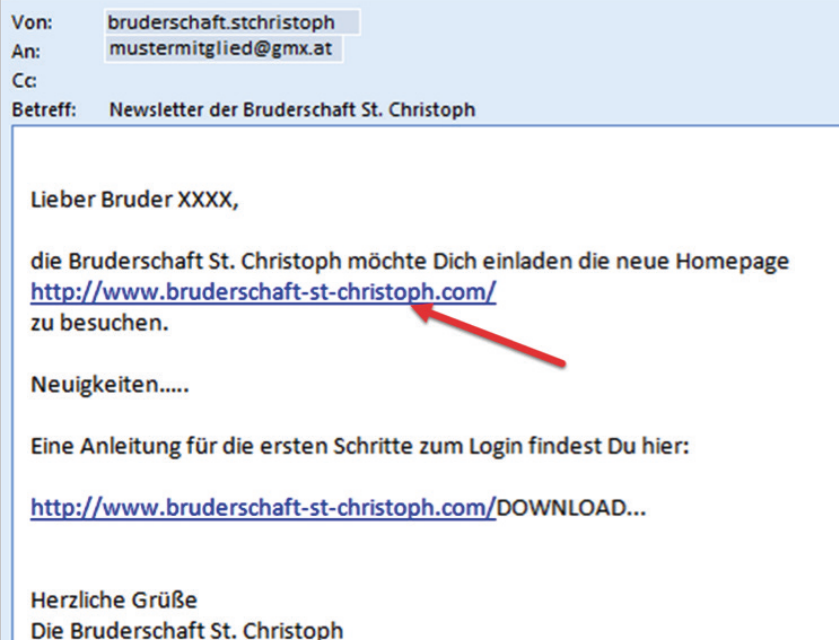 Von: bruderschaft.stchristoph
An: mustermitglied@gmx.at
Cc:
Betreff: Newsletter der Bruderschaft St. Christoph
Lieber Bruder XXXX,
die Bruderschaft St. Christoph möchte Dich einladen die neue Homepage
http://www.bruderschaft-st-christoph.com/
zu besuchen.
Neuigkeiten.....
Eine Anleitung für die ersten Schritte zum Login findest Du hier:
http://www.bruderschaft-st-christoph.com/DOWNLOAD...
Herzliche Grüße
Die Bruderschaft St. Christoph